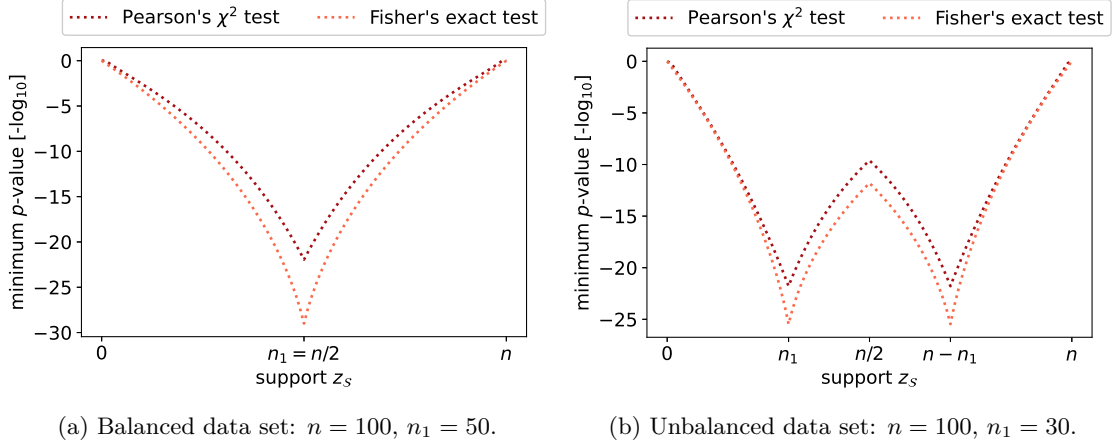 Pearson's χ² test Fisher's exact test
0
−5
−10
−15
−20
−25
−30
minimum p-value [-log₁₀]
0 n₁ = n/2 n
support z_S
(a) Balanced data set: n = 100, n₁ = 50.
Pearson's χ² test Fisher's exact test
0
−5
−10
−15
−20
−25
minimum p-value [-log₁₀]
0 n₁ n/2 n − n₁ n
support z_S
(b) Unbalanced data set: n = 100, n₁ = 30.